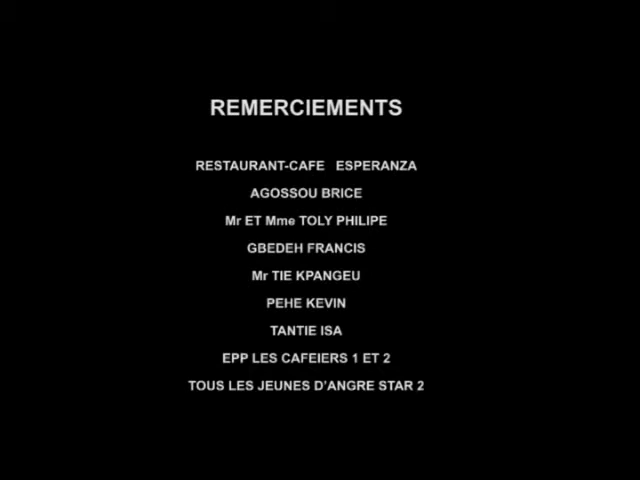 REMERCIEMENTS
RESTAURANT-CAFE ESPERANZA
AGOSSOU BRICE
Mr ET Mme TOLY PHILIPE
GBEDEH FRANCIS
Mr TIE KPANGEU
PEHE KEVIN
TANTIE ISA
EPP LES CAFEIERS 1 ET 2
TOUS LES JEUNES D'ANGRE STAR 2